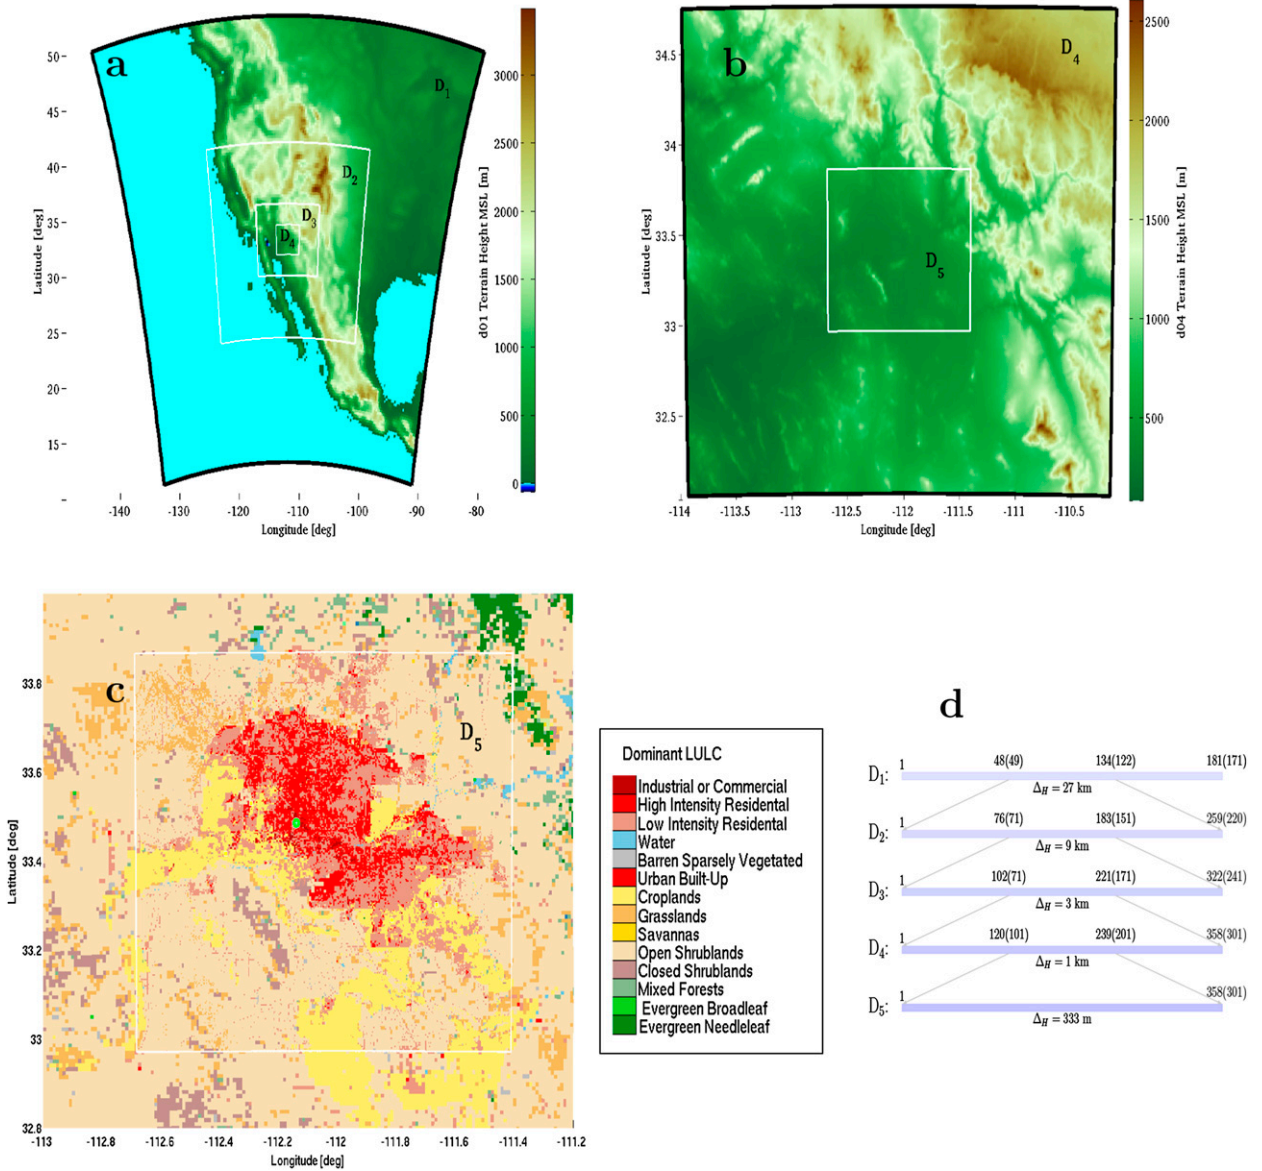 a
D1
D2
D3
D4
50
45
40
35
30
25
20
15
Latitude [deg]
-140
-130
-120
-110
-100
-90
-80
Longitude [deg]
3000
2500
2000
1500
1000
500
0
d01 Terrain Height MSL [m]
b
D4
D5
34.5
34
33.5
33
32.5
Latitude [deg]
-114
-113.5
-113
-112.5
-112
-111.5
-111
-110.5
Longitude [deg]
2500
2000
1500
1000
500
d04 Terrain Height MSL [m]
c
D5
33.8
33.6
33.4
33.2
33
32.8
Latitude (deg]
-113
-112.8
-112.6
-112.4
-112.2
-112
-111.8
-111.6
-111.4
-111.2
Longitude [deg]
Dominant LULC
Industrial or Commercial
High Intensity Residental
Low Intensity Residental
Water
Barren Sparsely Vegetated
Urban Built-Up
Croplands
Grasslands
Savannas
Open Shrublands
Closed Shrublands
Mixed Forests
Evergreen Broadleaf
Evergreen Needleleaf
d
1 48(49) 134(122) 181(171)
D1:
ΔH = 27 km
1 76(71) 183(151) 259(220)
D2:
ΔH = 9 km
1 102(71) 221(171) 322(241)
D3:
ΔH = 3 km
1 120(101) 239(201) 358(301)
D4:
ΔH = 1 km
1 358(301)
D5:
ΔH = 333 m